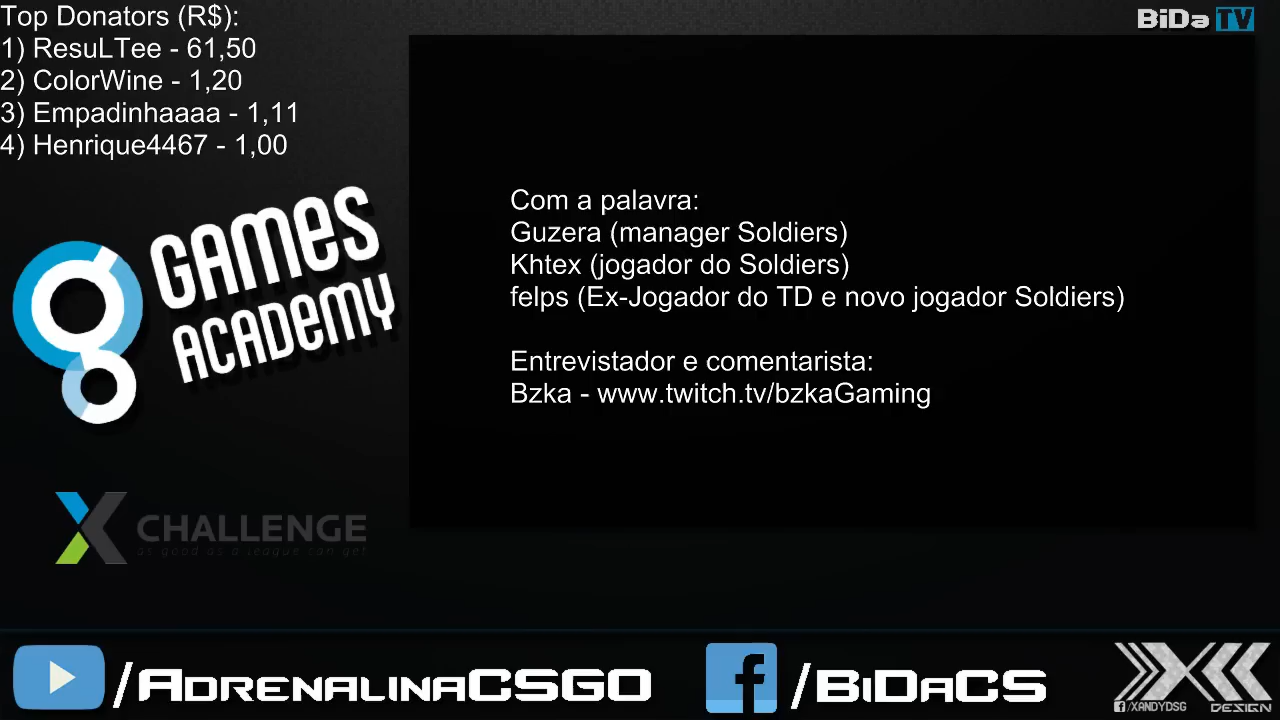 Top Donators (R$):
1) ResuLTee - 61,50
2) ColorWine - 1,20
3) Empadinhaaaa - 1,11
4) Henrique4467 - 1,00
BiDa TV
GAMES
ACADEMY
Com a palavra:
Guzera (manager Soldiers)
Khtex (jogador do Soldiers)
felps (Ex-Jogador do TD e novo jogador Soldiers)
Entrevistador e comentarista:
Bzka - www.twitch.tv/bzkaGaming
X CHALLENGE
as good as a league can get
/ADRENALINACSGO
/BiDaCS
/XANDYDSG DESIGN